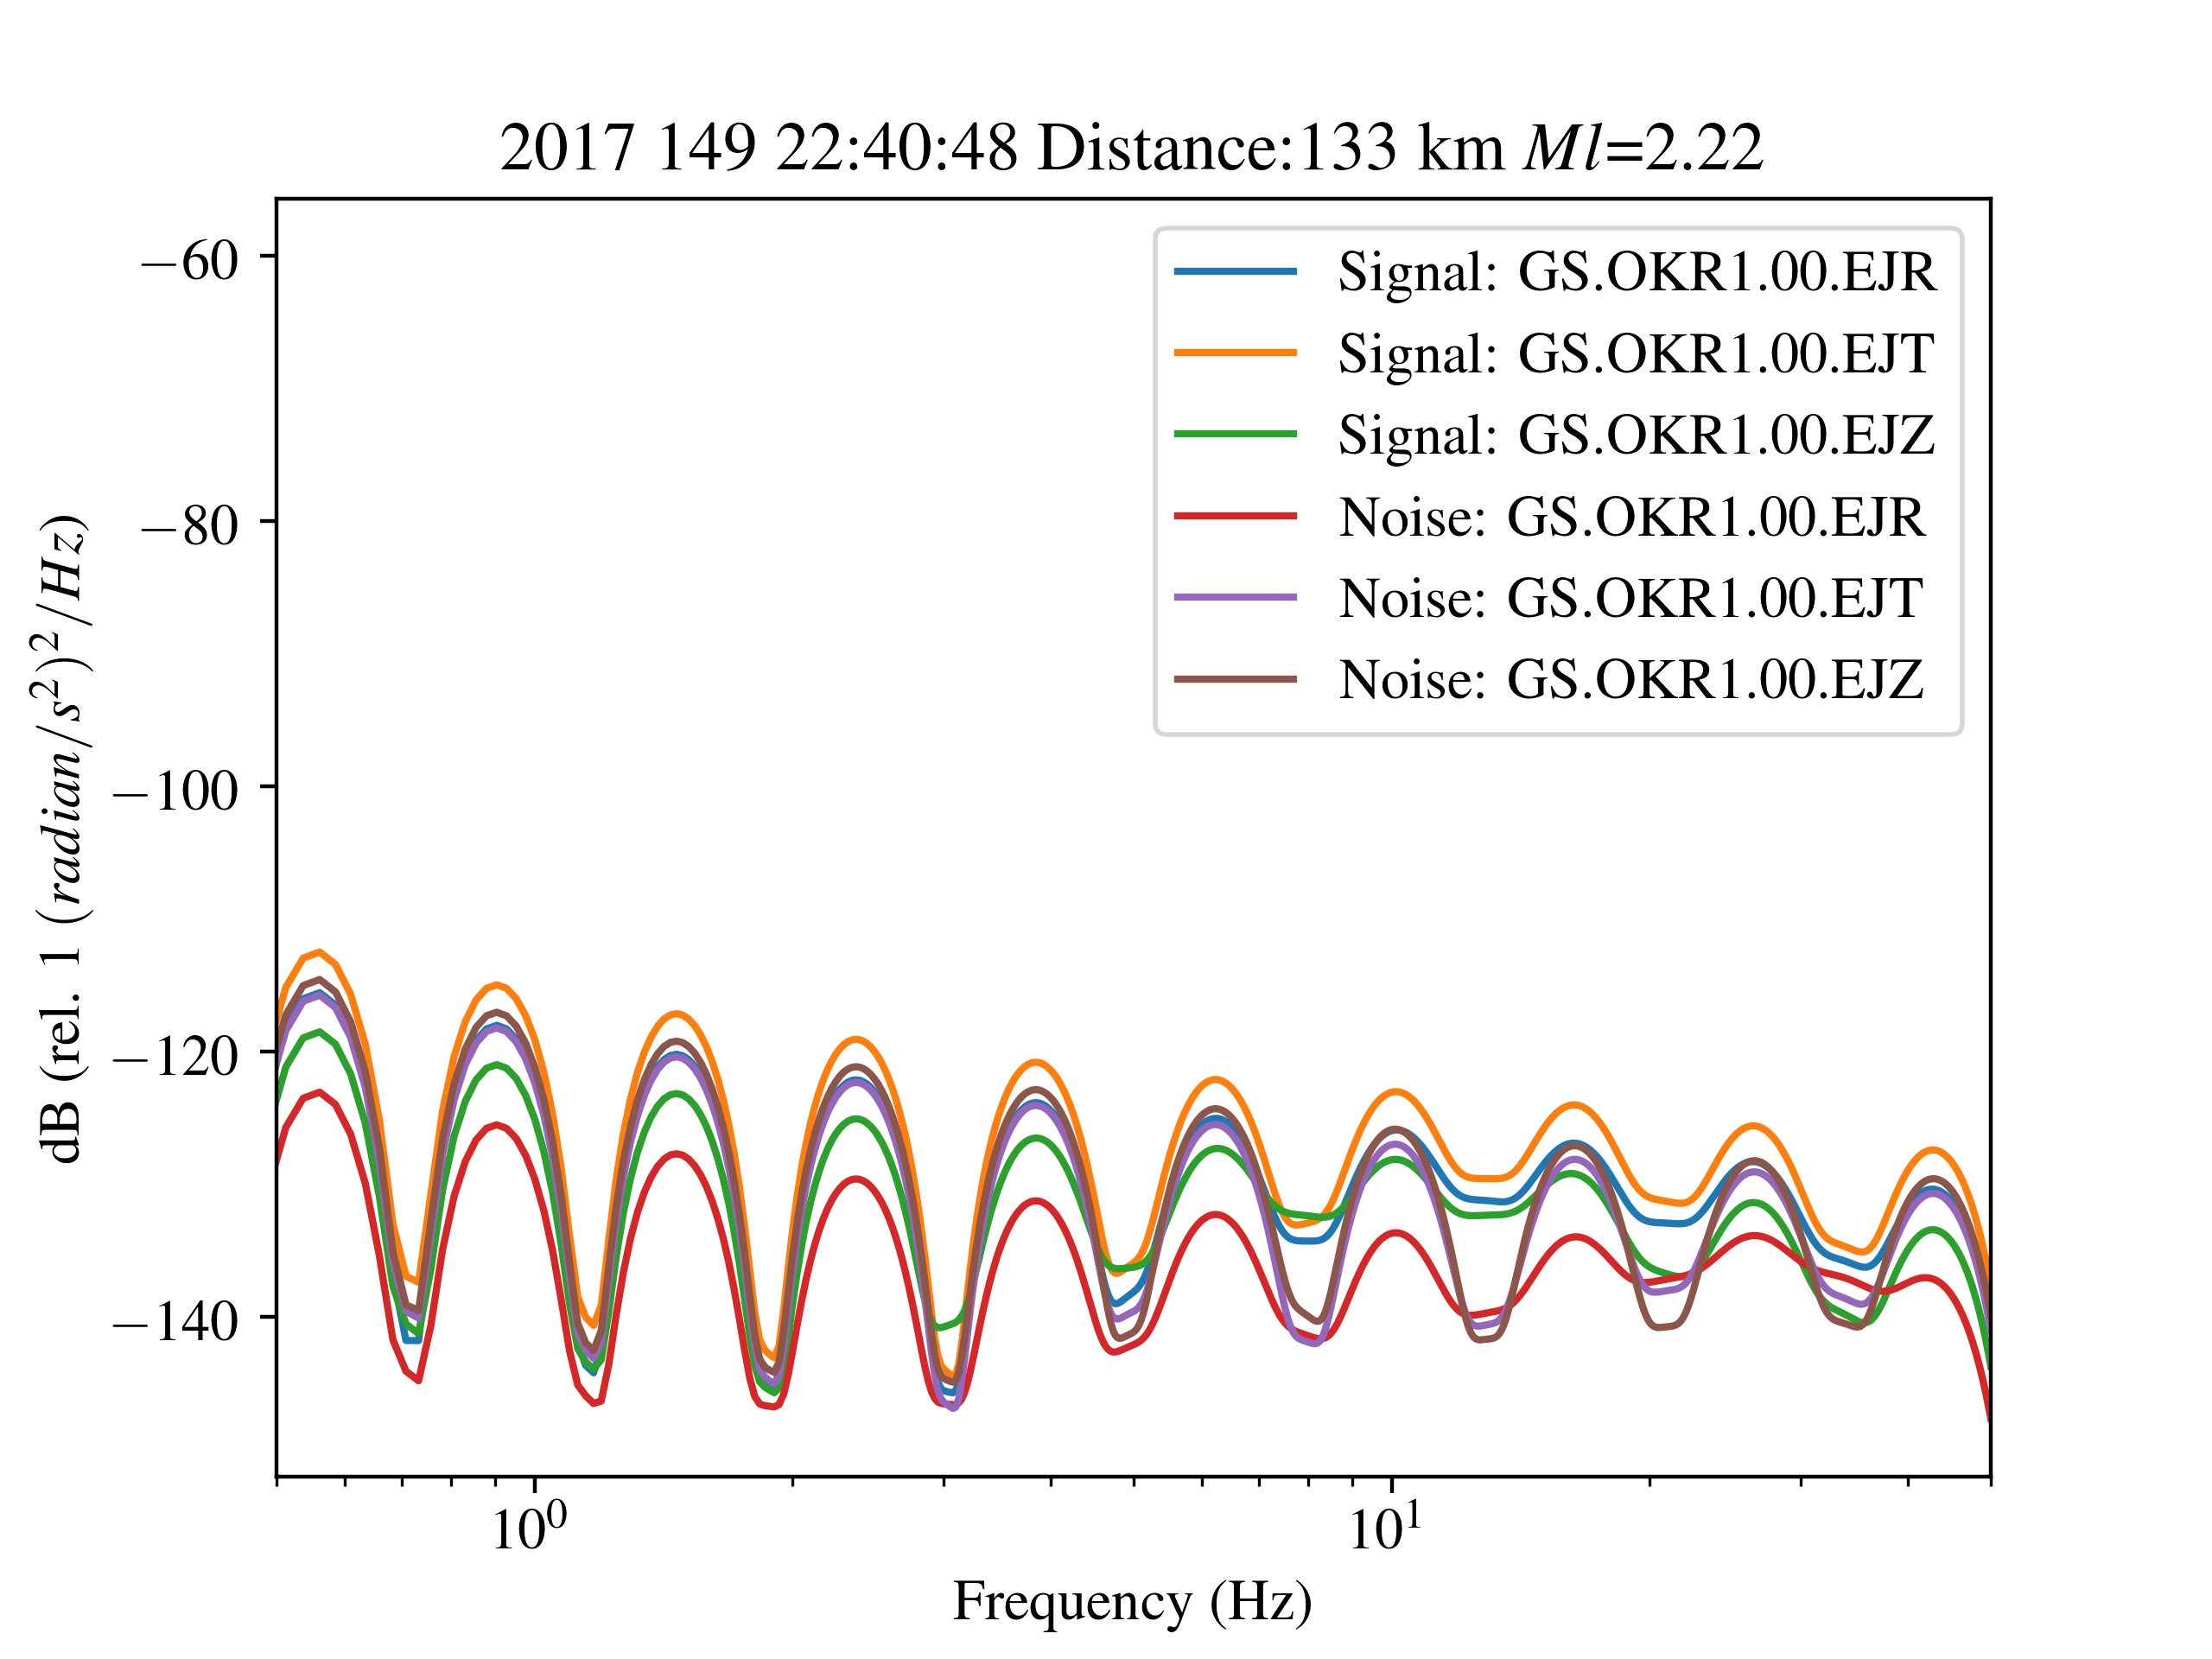 2017 149 22:40:48 Distance:133 km Ml=2.22
Signal: GS.OKR1.00.EJR
Signal: GS.OKR1.00.EJT
Signal: GS.OKR1.00.EJZ
Noise: GS.OKR1.00.EJR
Noise: GS.OKR1.00.EJT
Noise: GS.OKR1.00.EJZ
−60
−80
−100
−120
−140
dB (rel. 1 (radian/s²)²/Hz)
10⁰
10¹
Frequency (Hz)